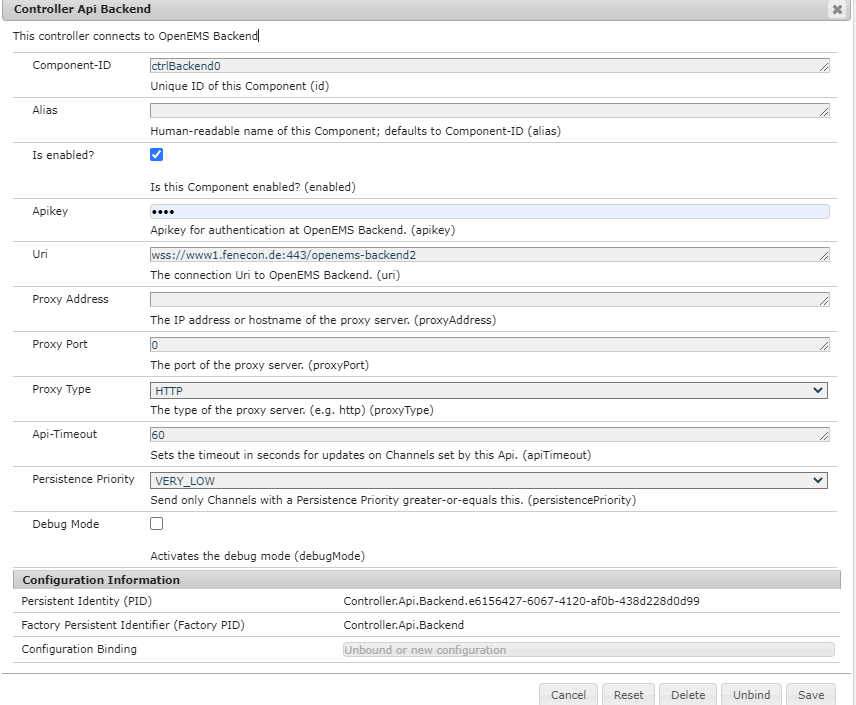 Controller Api Backend
This controller connects to OpenEMS Backend
Component-ID
ctrlBackend0
Unique ID of this Component (id)
Alias
Human-readable name of this Component; defaults to Component-ID (alias)
Is enabled?
Is this Component enabled? (enabled)
Apikey
••••
Apikey for authentication at OpenEMS Backend. (apikey)
Uri
wss://www1.fenecon.de:443/openems-backend2
The connection Uri to OpenEMS Backend. (uri)
Proxy Address
The IP address or hostname of the proxy server. (proxyAddress)
Proxy Port
0
The port of the proxy server. (proxyPort)
Proxy Type
HTTP
The type of the proxy server. (e.g. http) (proxyType)
Api-Timeout
60
Sets the timeout in seconds for updates on Channels set by this Api. (apiTimeout)
Persistence Priority
VERY_LOW
Send only Channels with a Persistence Priority greater-or-equals this. (persistencePriority)
Debug Mode
Activates the debug mode (debugMode)
Configuration Information
Persistent Identity (PID)
Controller.Api.Backend.e6156427-6067-4120-af0b-438d228d0d99
Factory Persistent Identifier (Factory PID)
Controller.Api.Backend
Configuration Binding
Unbound or new configuration
Cancel
Reset
Delete
Unbind
Save